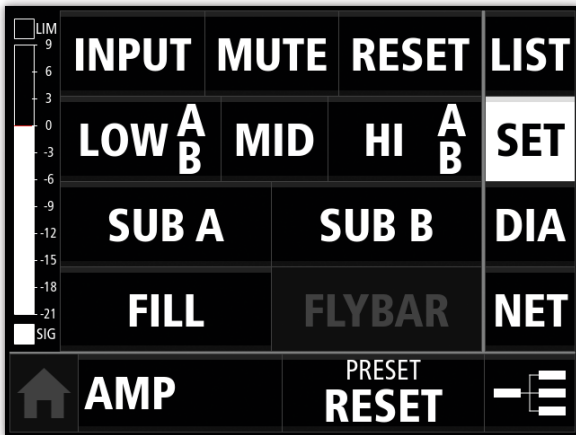 LIM
9
6
3
0
-3
-6
-9
-12
-15
-18
-21
SIG
INPUT MUTE RESET LIST
LOW A B MID HI A B SET
SUB A SUB B DIA
FILL FLYBAR NET
AMP PRESET RESET